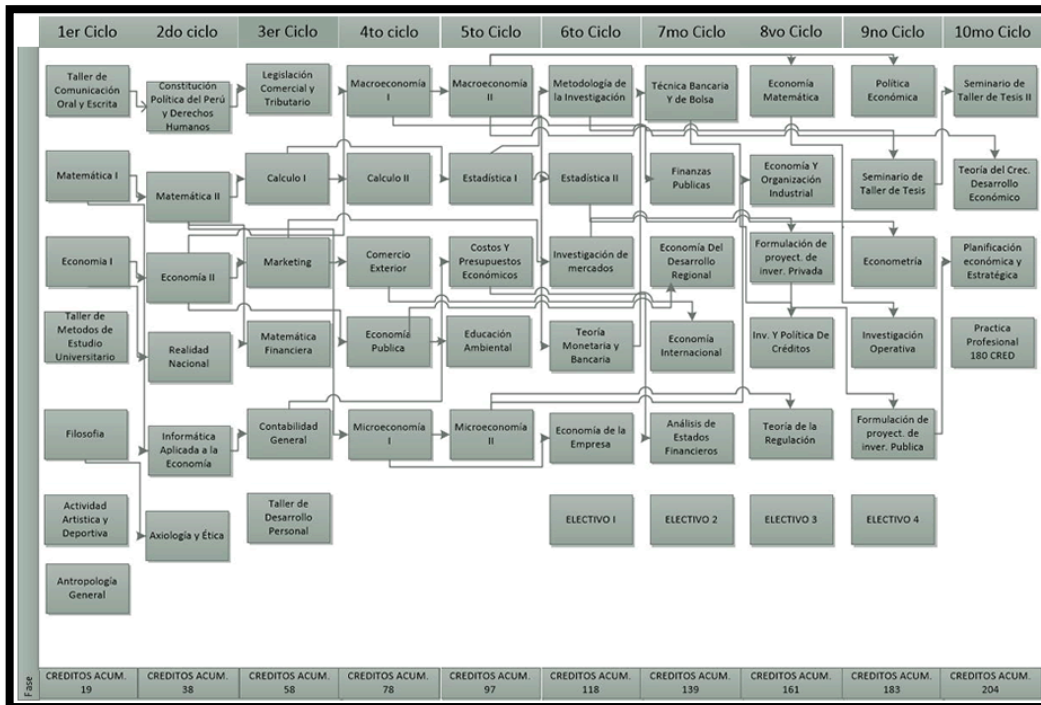 1er Ciclo
2do ciclo
3er Ciclo
4to ciclo
5to Ciclo
6to Ciclo
7mo Ciclo
8vo Ciclo
9no Ciclo
10mo Ciclo
Taller de
Comunicación
Oral y Escrita
Matemática I
Economia I
Taller de
Metodos de
Estudio
Universitario
Filosofia
Actividad
Artistica y
Deportiva
Antropología
General
Constitución
Política del Perú
y Derechos
Humanos
Matemática II
Economía II
Realidad
Nacional
Informática
Aplicada a la
Economía
Axiología y Ética
Legislación
Comercial y
Tributario
Calculo I
Marketing
Matemática
Financiera
Contabilidad
General
Taller de
Desarrollo
Personal
Macroeconomía
I
Calculo II
Comercio
Exterior
Economía
Publica
Microeconomía
I
Macroeconomía
II
Estadística I
Costos Y
Presupuestos
Económicos
Educación
Ambiental
Microeconomía
II
Metodología de
la Investigación
Estadística II
Investigación de
mercados
Teoría
Monetaria y
Bancaria
Economía de la
Empresa
ELECTIVO I
Técnica Bancaria
Y de Bolsa
Finanzas
Publicas
Economía Del
Desarrollo
Regional
Economía
Internacional
Análisis de
Estados
Financieros
ELECTIVO 2
Economía
Matemática
Economía Y
Organización
Industrial
Formulación de
proyect. de
inver. Privada
Inv. Y Política De
Créditos
Teoría de la
Regulación
ELECTIVO 3
Política
Económica
Seminario de
Taller de Tesis
Econometría
Investigación
Operativa
Formulación de
proyect. de
inver. Publica
ELECTIVO 4
Seminario de
Taller de Tesis II
Teoría del Crec.
Desarrollo
Económico
Planificación
económica y
Estratégica
Practica
Profesional
180 CRED
Fase
CREDITOS ACUM.
19
CREDITOS ACUM.
38
CREDITOS ACUM.
58
CREDITOS ACUM.
78
CREDITOS ACUM.
97
CREDITOS ACUM.
118
CREDITOS ACUM.
139
CREDITOS ACUM.
161
CREDITOS ACUM.
183
CREDITOS ACUM.
204